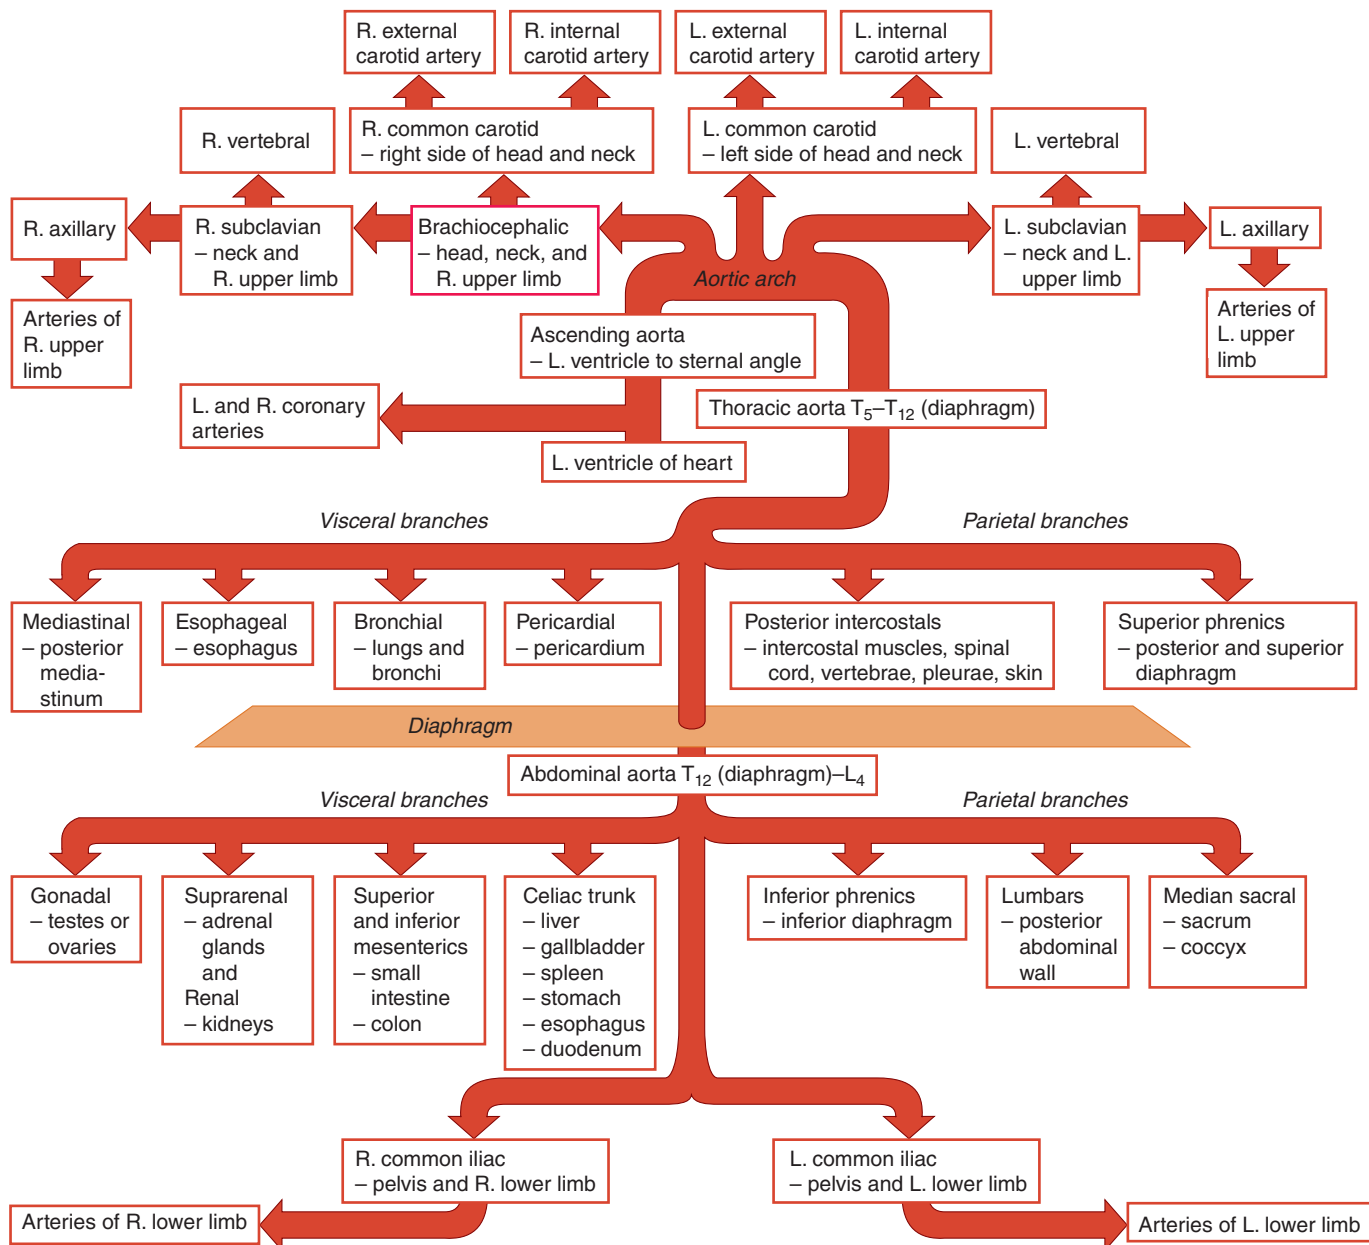 R. external
carotid artery
R. internal
carotid artery
L. external
carotid artery
L. internal
carotid artery
R. vertebral
R. common carotid
– right side of head and neck
L. common carotid
– left side of head and neck
L. vertebral
R. axillary
R. subclavian
– neck and
R. upper limb
Brachiocephalic
– head, neck, and
R. upper limb
Aortic arch
L. subclavian
– neck and L.
upper limb
L. axillary
Arteries of
R. upper
limb
Ascending aorta
– L. ventricle to sternal angle
Arteries of
L. upper
limb
L. and R. coronary
arteries
Thoracic aorta T5–T12 (diaphragm)
L. ventricle of heart
Visceral branches
Parietal branches
Mediastinal
– posterior
media-
stinum
Esophageal
– esophagus
Bronchial
– lungs and
bronchi
Pericardial
– pericardium
Posterior intercostals
– intercostal muscles, spinal
cord, vertebrae, pleurae, skin
Superior phrenics
– posterior and superior
diaphragm
Diaphragm
Abdominal aorta T12 (diaphragm)–L4
Visceral branches
Parietal branches
Gonadal
– testes or
ovaries
Suprarenal
– adrenal
glands
and
Renal
– kidneys
Superior
and inferior
mesenterics
– small
intestine
– colon
Celiac trunk
– liver
– gallbladder
– spleen
– stomach
– esophagus
– duodenum
Inferior phrenics
– inferior diaphragm
Lumbars
– posterior
abdominal
wall
Median sacral
– sacrum
– coccyx
R. common iliac
– pelvis and R. lower limb
L. common iliac
– pelvis and L. lower limb
Arteries of R. lower limb
Arteries of L. lower limb